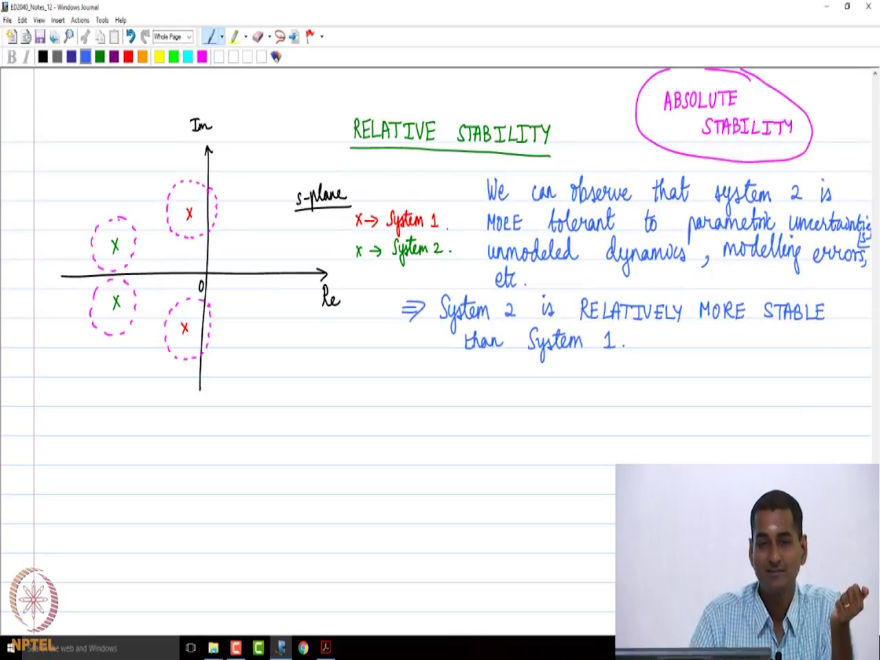 ED2040_Notes_12 - Windows Journal
File Edit View Insert Actions Tools Help
Whole Page
B I
ABSOLUTE
STABILITY
RELATIVE STABILITY
Im
s-plane
x → System 1.
x → System 2.
0
Re
We can observe that system 2 is
MORE tolerant to parametric uncertainties,
unmodeled dynamics, modelling errors,
etc.
⇒ System 2 is RELATIVELY MORE STABLE
than System 1.
NPTEL
the web and Windows